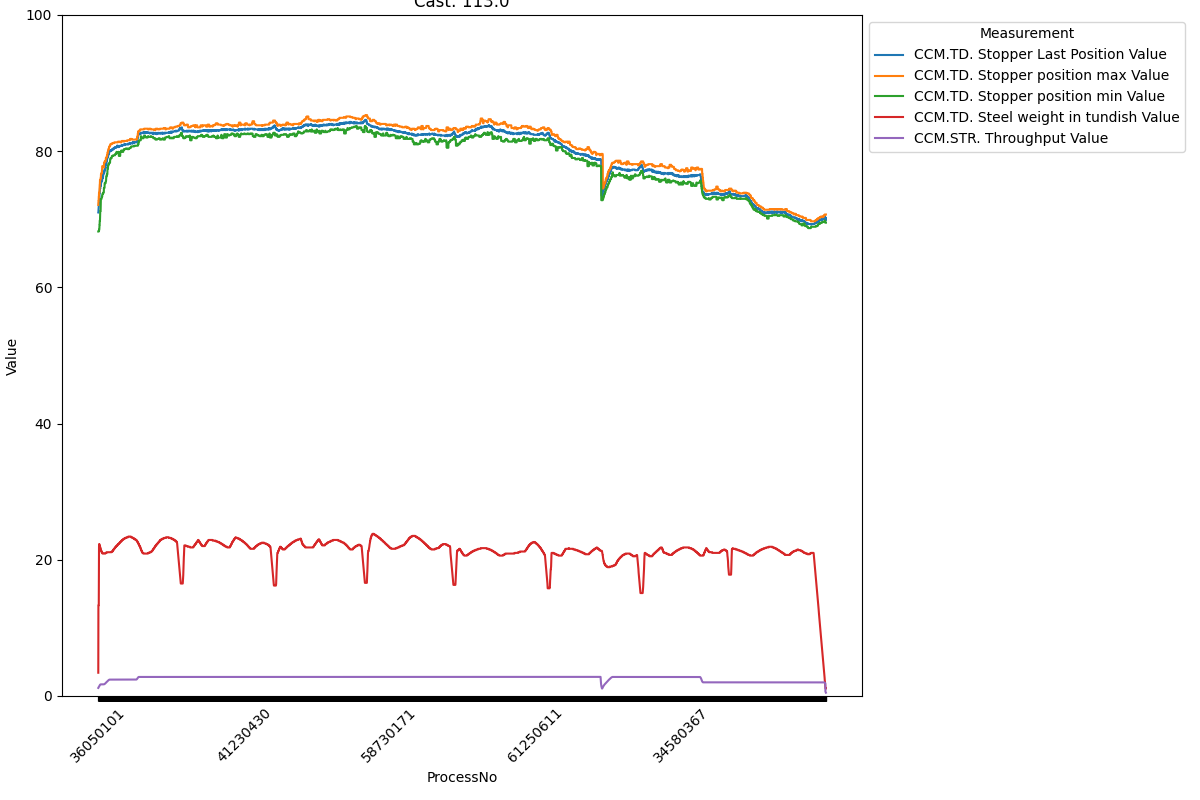 Cast: 113.0
100
80
60
40
20
0
Value
36050101
41230430
58730171
61250611
34580367
ProcessNo
Measurement
CCM.TD. Stopper Last Position Value
CCM.TD. Stopper position max Value
CCM.TD. Stopper position min Value
CCM.TD. Steel weight in tundish Value
CCM.STR. Throughput Value